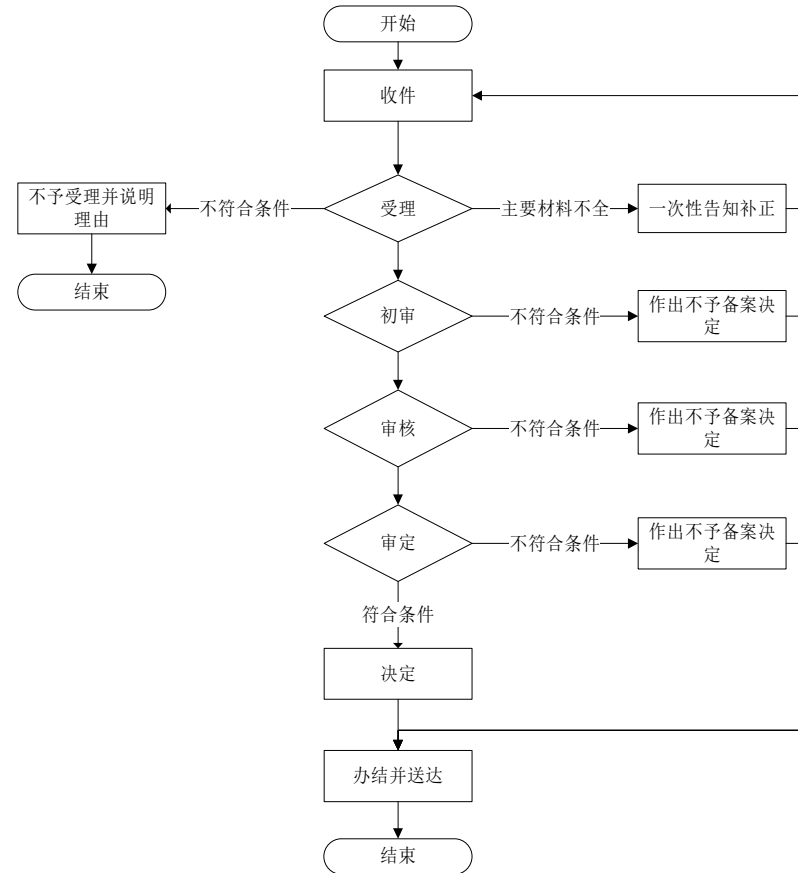 开始
收件
不予受理并说明
理由
不符合条件
受理
主要材料不全
一次性告知补正
结束
初审
不符合条件
作出不予备案决
定
审核
不符合条件
作出不予备案决
定
审定
不符合条件
作出不予备案决
定
符合条件
决定
办结并送达
结束